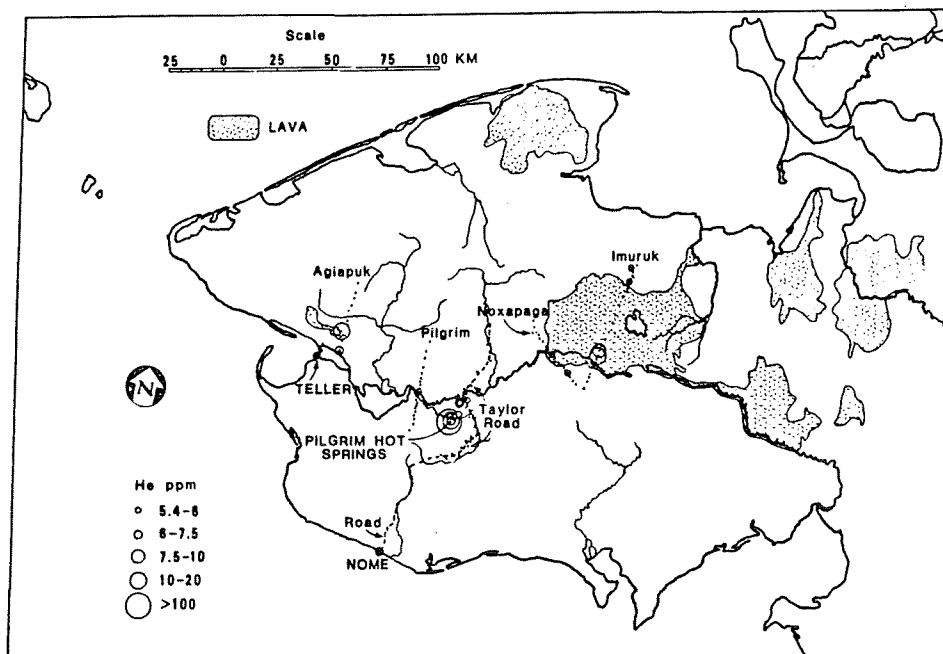 Scale
25 0 25 50 75 100 KM
LAVA
Imuruk
Agiapuk
Noxapaga
Pilgrim
N
TELLER
Taylor
Road
PILGRIM HOT
SPRINGS
He ppm
5.4-6
6-7.5
7.5-10
10-20
>100
Road
NOME